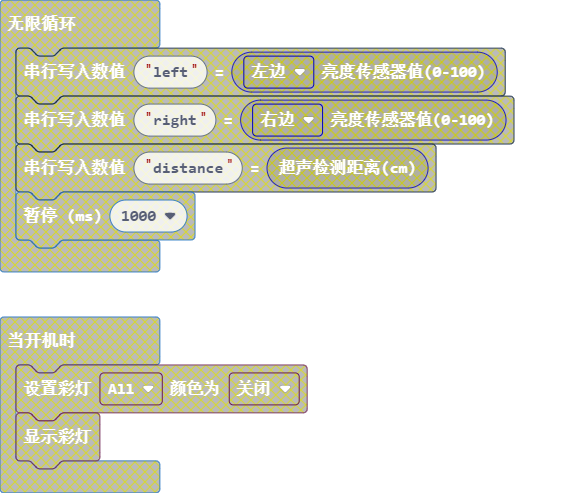 无限循环
串行写入数值 "left" = 左边 亮度传感器值(0-100)
串行写入数值 "right" = 右边 亮度传感器值(0-100)
串行写入数值 "distance" = 超声检测距离(cm)
暂停 (ms) 1000
当开机时
设置彩灯 All 颜色为 关闭
显示彩灯